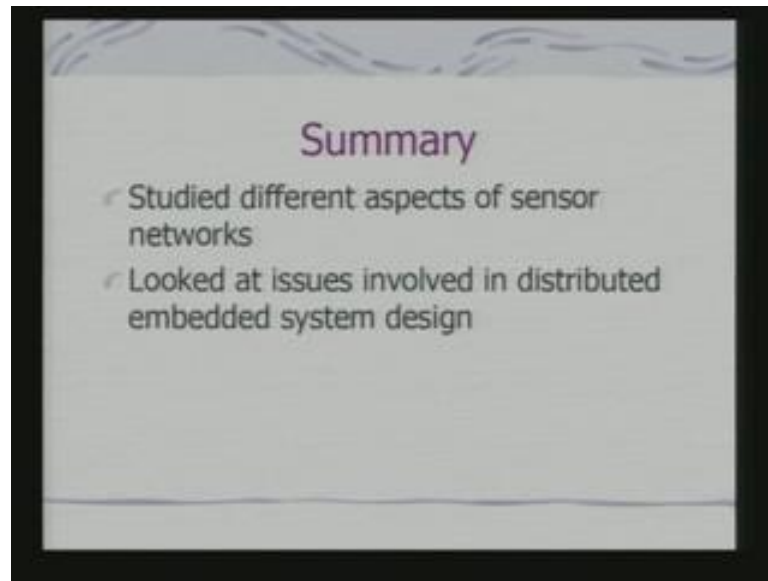 Summary
Studied different aspects of sensor
networks
Looked at issues involved in distributed
embedded system design